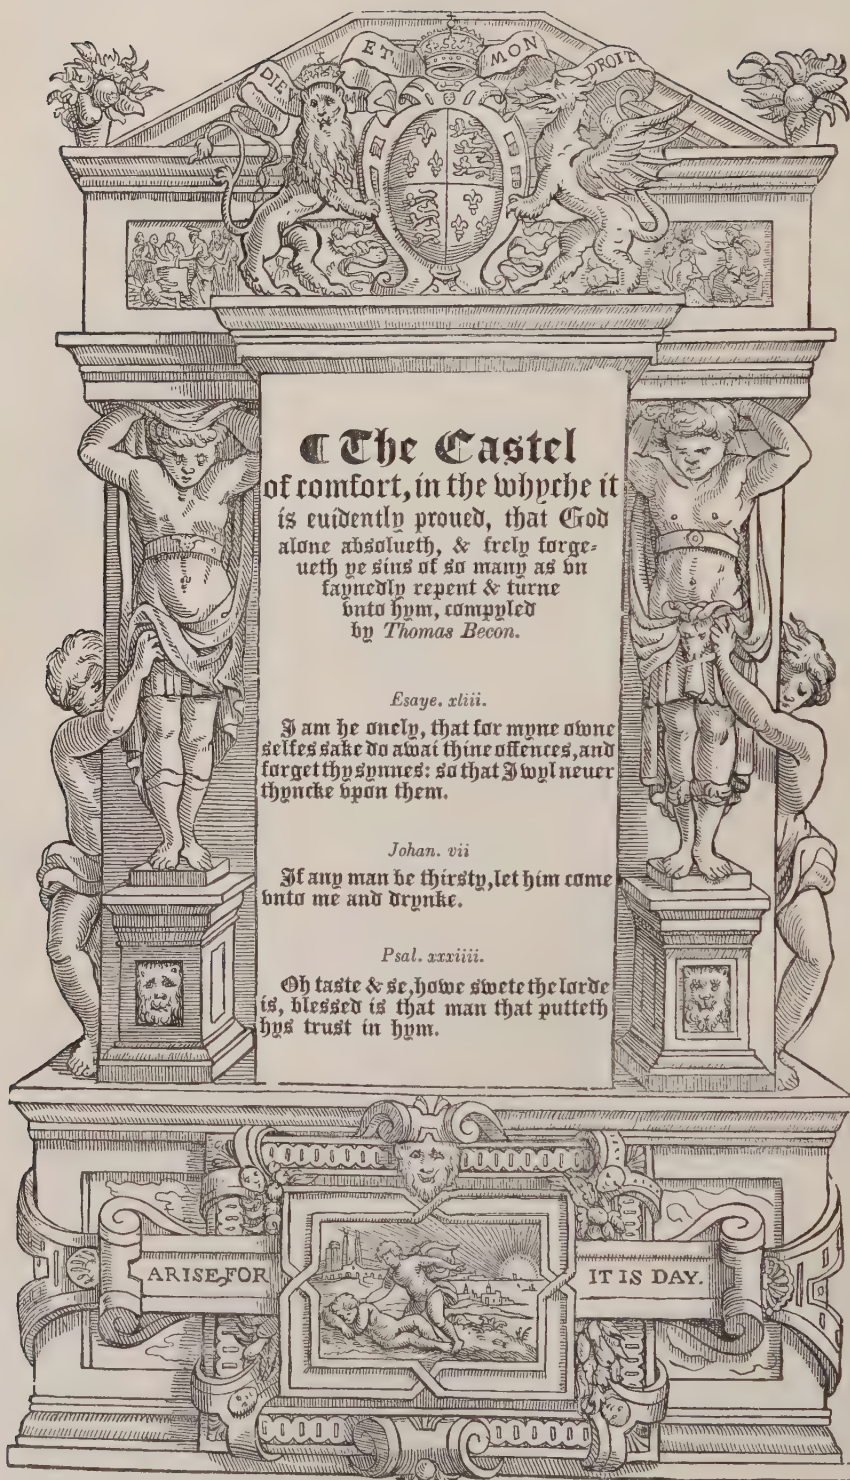 DIE ET MON DROIT
¶ The Castel
of comfort, in the whyche it
is euidently proued, that God
alone absolueth, & frely forge=
ueth ye sins of so many as vn
faynedly repent & turne
vnto hym, compyled
by Thomas Becon.
Esaye. xliii.
I am he onely, that for myne owne
selfes sake do awai thine offences, and
forget thy synnes: so that I wyl neuer
thyncke vpon them.
Johan. vii
If any man be thirsty, let him come
vnto me and drynke.
Psal. xxxiiii.
Oh taste & se, howe swete the lorde
is, blessed is that man that putteth
hys trust in hym.
ARISE, FOR IT IS DAY.